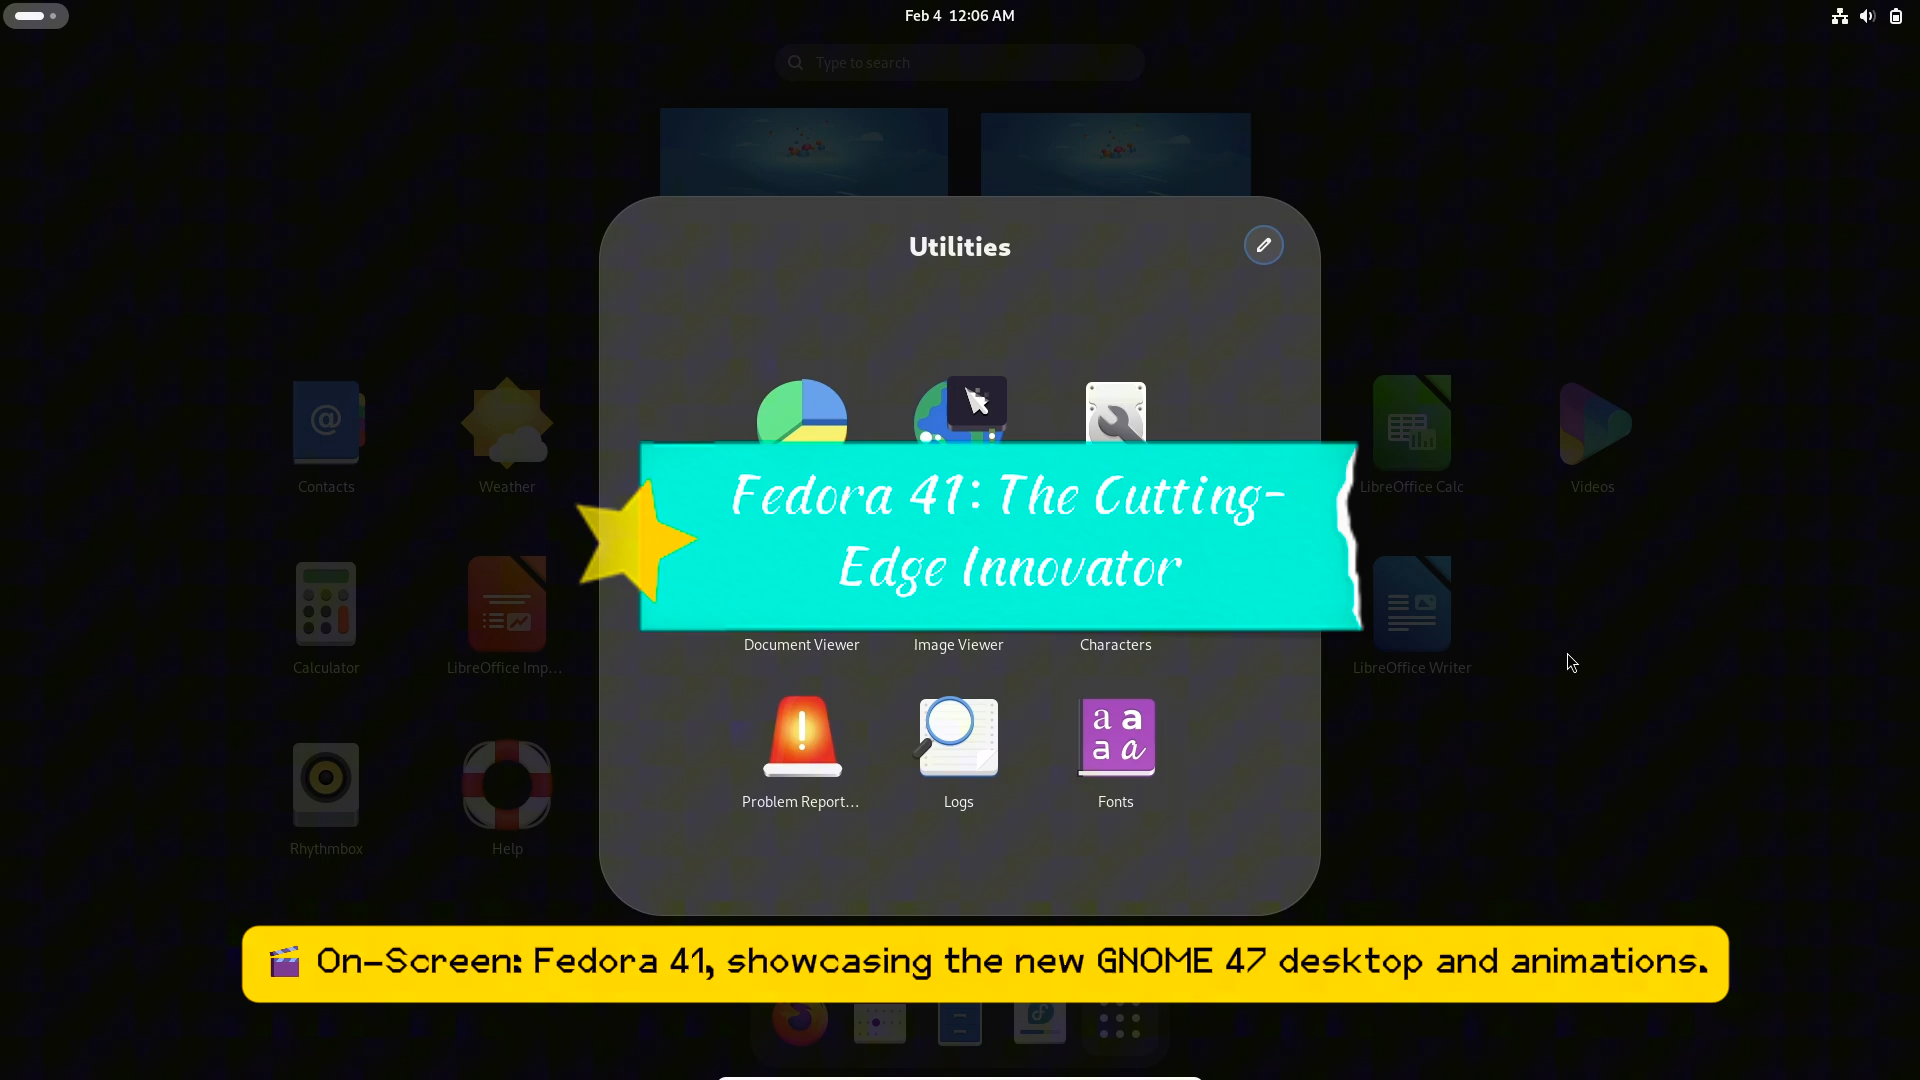 Feb 4 12:06 AM
Type to search
Utilities
Contacts
Weather
LibreOffice Calc
Videos
Fedora 41: The Cutting-
Edge Innovator
Document Viewer
Image Viewer
Characters
Calculator
LibreOffice Imp...
LibreOffice Writer
Problem Report...
Logs
Fonts
a a
a a
Rhythmbox
Help
🎬 On-Screen: Fedora 41, showcasing the new GNOME 47 desktop and animations.